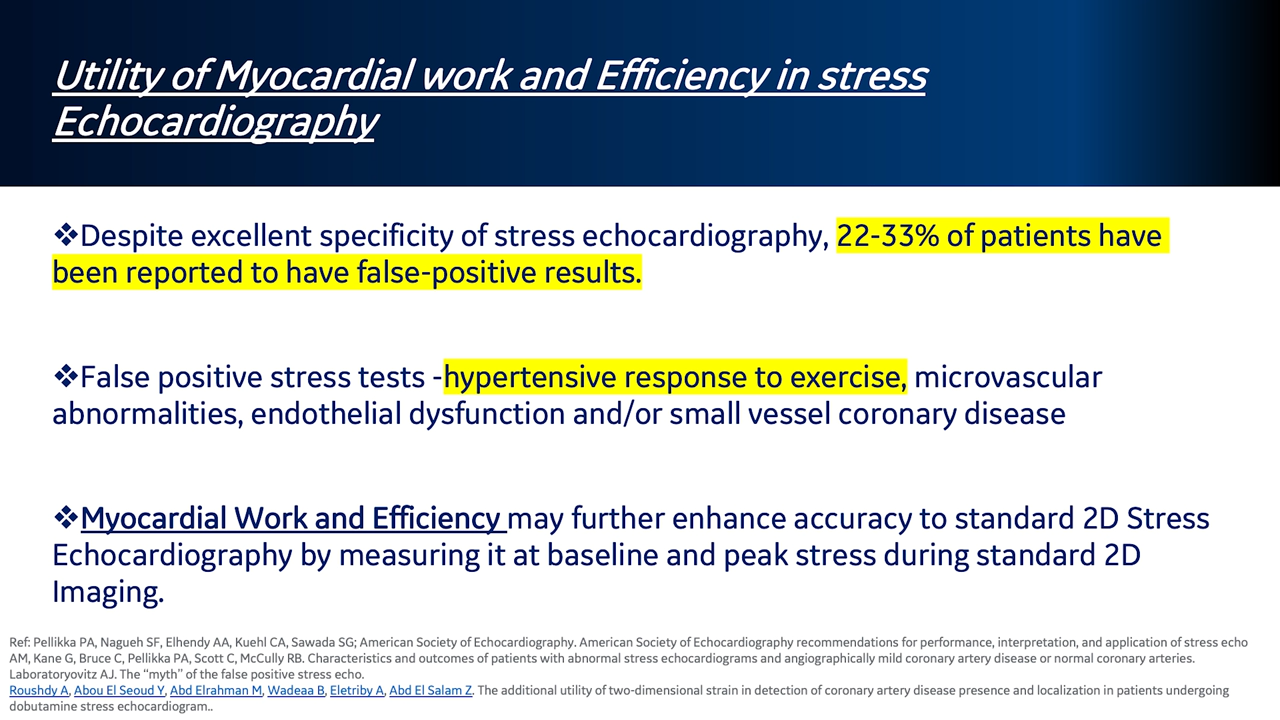 Utility of Myocardial work and Efficiency in stress
Echocardiography
❖Despite excellent specificity of stress echocardiography, 22-33% of patients have
been reported to have false-positive results.
❖False positive stress tests -hypertensive response to exercise, microvascular
abnormalities, endothelial dysfunction and/or small vessel coronary disease
❖Myocardial Work and Efficiency may further enhance accuracy to standard 2D Stress
Echocardiography by measuring it at baseline and peak stress during standard 2D
Imaging.
Ref: Pellikka PA, Nagueh SF, Elhendy AA, Kuehl CA, Sawada SG; American Society of Echocardiography. American Society of Echocardiography recommendations for performance, interpretation, and application of stress echo
AM, Kane G, Bruce C, Pellikka PA, Scott C, McCully RB. Characteristics and outcomes of patients with abnormal stress echocardiograms and angiographically mild coronary artery disease or normal coronary arteries.
Laboratoryovitz AJ. The “myth” of the false positive stress echo.
Roushdy A, Abou El Seoud Y, Abd Elrahman M, Wadeaa B, Eletriby A, Abd El Salam Z. The additional utility of two-dimensional strain in detection of coronary artery disease presence and localization in patients undergoing
dobutamine stress echocardiogram..